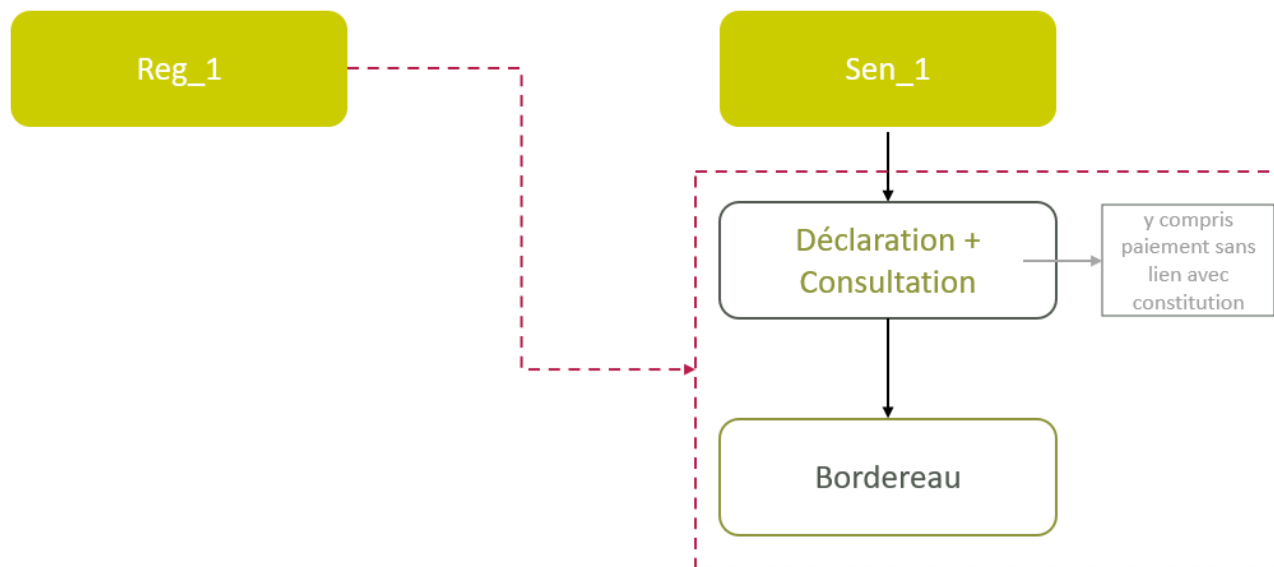 Reg_1
Sen_1
Déclaration +
Consultation
y compris
paiement sans
lien avec
constitution
Bordereau